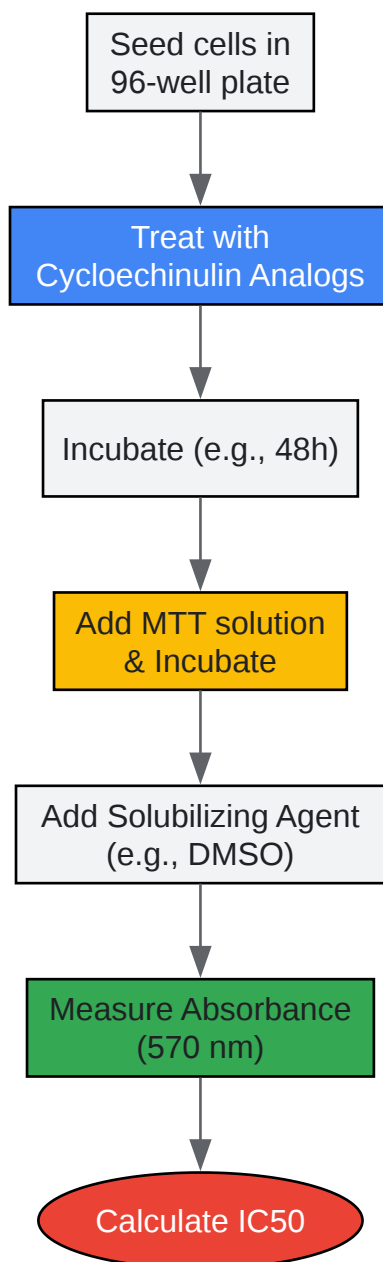 Seed cells in
96-well plate
Treat with
Cycloechinulin Analogs
Incubate (e.g., 48h)
Add MTT solution
& Incubate
Add Solubilizing Agent
(e.g., DMSO)
Measure Absorbance
(570 nm)
Calculate IC50